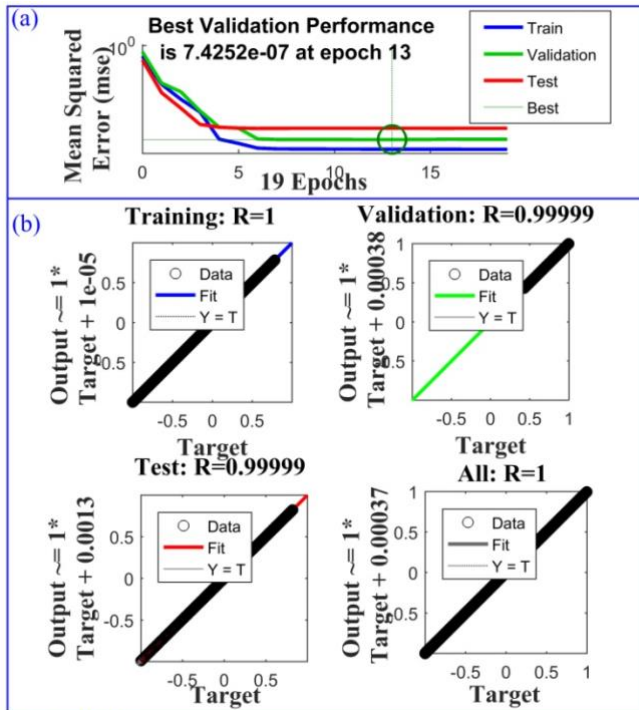 (a)
Best Validation Performance
is 7.4252e-07 at epoch 13
Mean Squared
Error (mse)
10^0
0 5 10 15
19 Epochs
Train
Validation
Test
Best
(b)
Training: R=1
Output ~= 1*
Target + 1e-05
0.5
0
-0.5
Data
Fit
Y = T
-0.5 0 0.5
Target
Validation: R=0.99999
Output ~= 1*
Target + 0.00038
1
0.5
0
-0.5
Data
Fit
Y = T
-0.5 0 0.5 1
Target
Test: R=0.99999
Output ~= 1*
Target + 0.0013
0.5
0
-0.5
Data
Fit
Y = T
-0.5 0 0.5
Target
All: R=1
Output ~= 1*
Target + 0.00037
1
0.5
0
-0.5
Data
Fit
Y = T
-0.5 0 0.5 1
Target